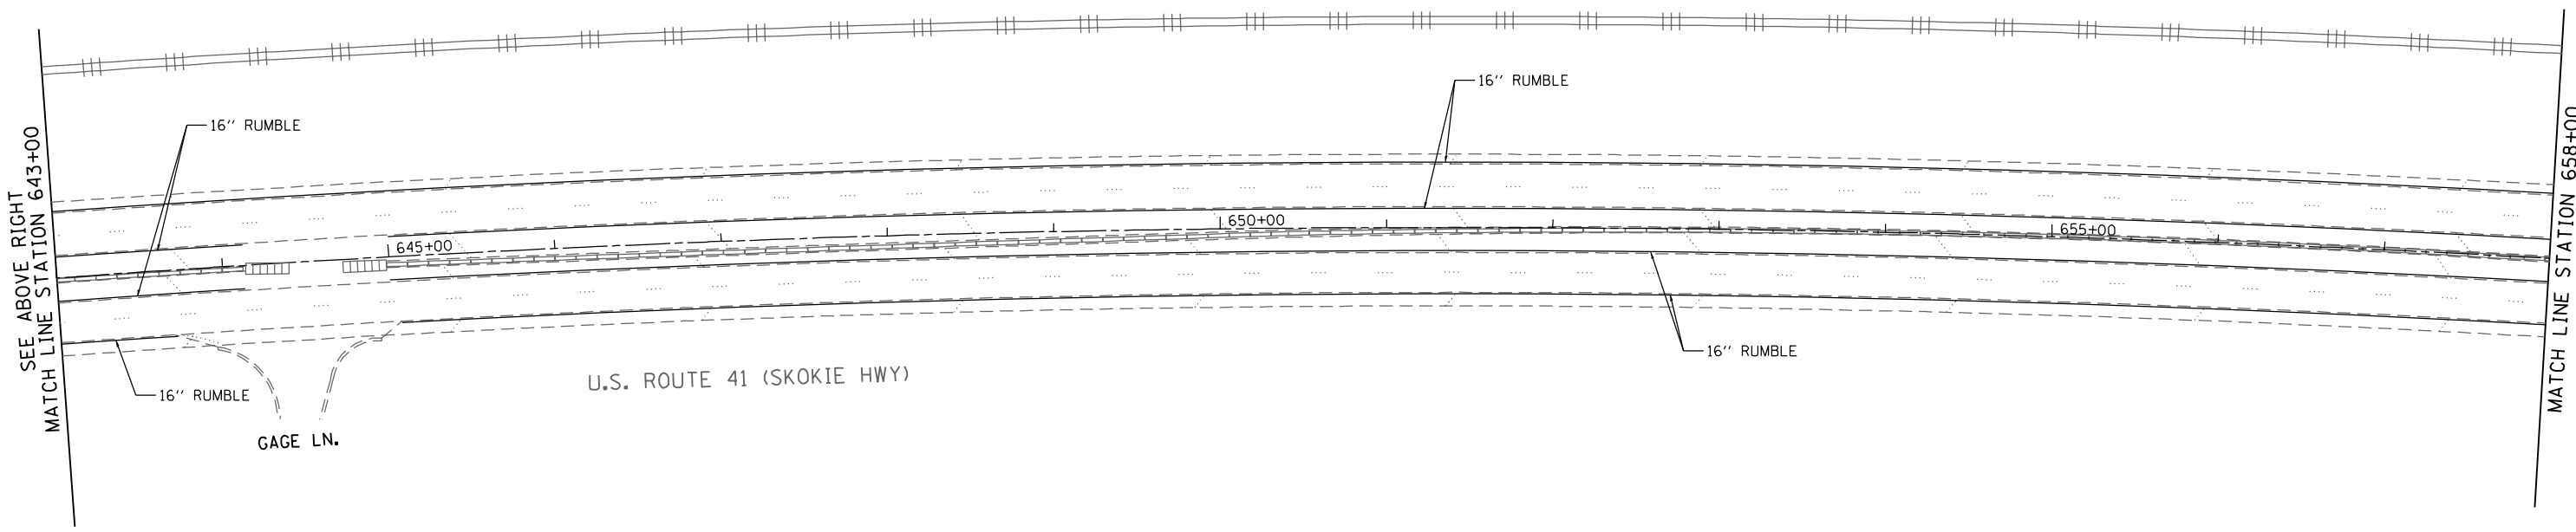 SEE ABOVE RIGHT
MATCH LINE STATION 643+00
16'' RUMBLE
16'' RUMBLE
645+00
650+00
655+00
16'' RUMBLE
16'' RUMBLE
U.S. ROUTE 41 (SKOKIE HWY)
GAGE LN.
MATCH LINE STATION 658+00